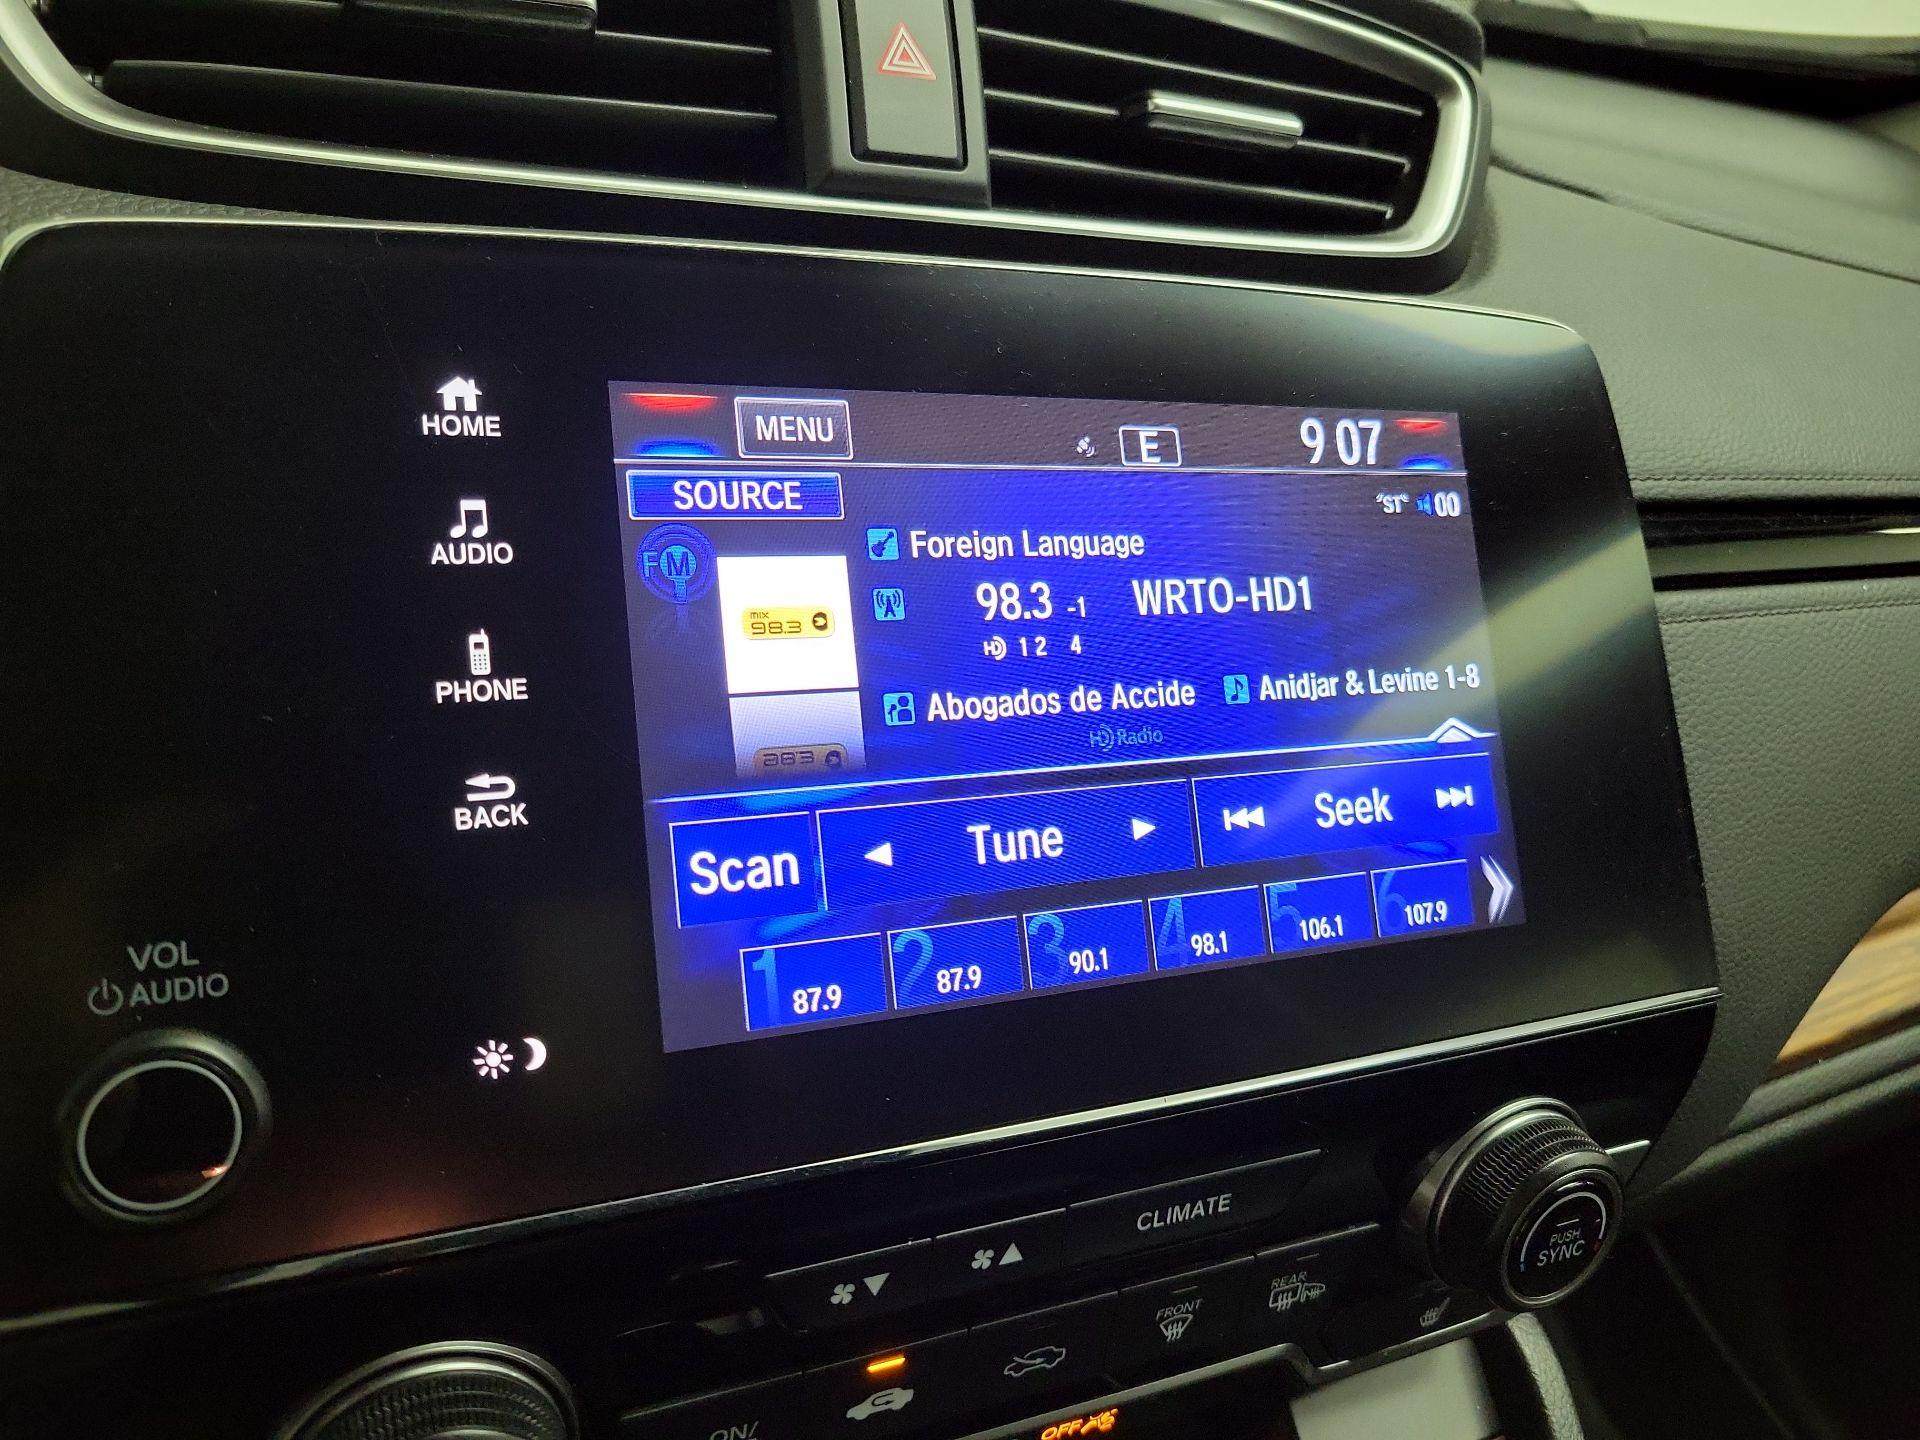 HOME
AUDIO
PHONE
BACK
VOL
AUDIO
MENU
E
9 07
SOURCE
"ST" 00
FM
Foreign Language
mix
98.3
98.3 -1 WRTO-HD1
HD 1 2 4
Abogados de Accide
Anidjar & Levine 1-8
HD Radio
98.3
Scan
Tune
Seek
1 87.9
2 87.9
3 90.1
4 98.1
5 106.1
6 107.9
CLIMATE
PUSH
SYNC
FRONT
REAR
ON/
OFF